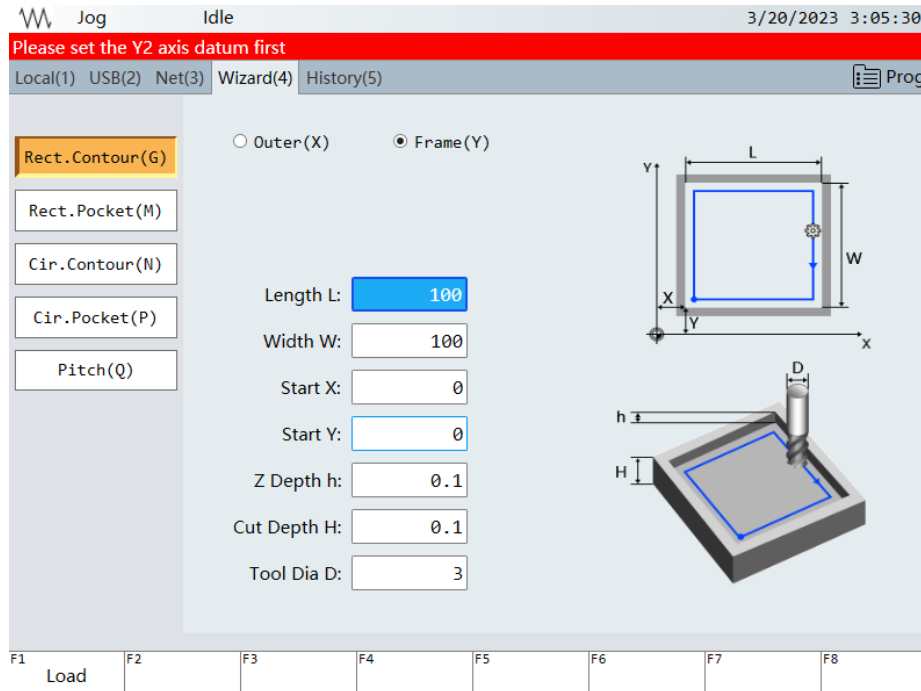 Jog Idle 3/20/2023 3:05:30
Please set the Y2 axis datum first
Local(1) USB(2) Net(3) Wizard(4) History(5) Prog
Outer(X) Frame(Y)
Rect.Contour(G)
Rect.Pocket(M)
Cir.Contour(N)
Cir.Pocket(P)
Pitch(Q)
Length L: 100
Width W: 100
Start X: 0
Start Y: 0
Z Depth h: 0.1
Cut Depth H: 0.1
Tool Dia D: 3
L
Y
W
X
Y
X
D
h
H
F1 Load F2 F3 F4 F5 F6 F7 F8